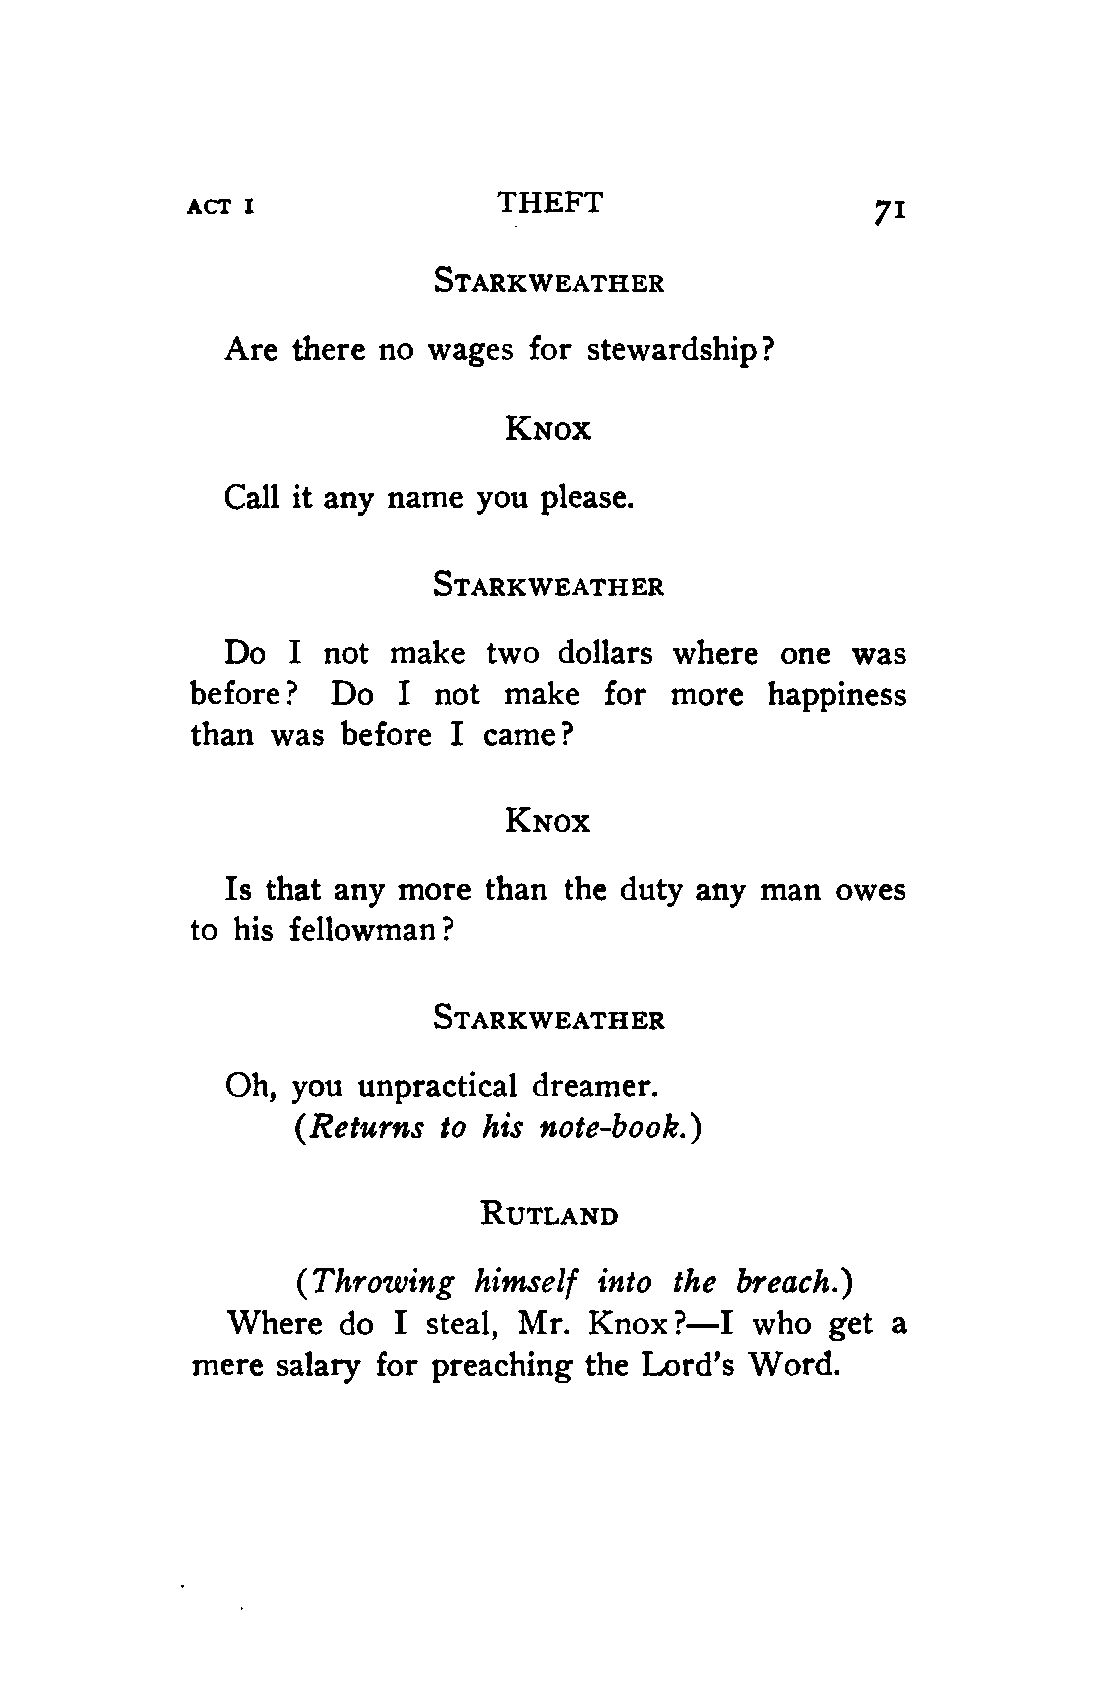 ACT I THEFT 71
STARKWEATHER
Are there no wages for stewardship?
KNOX
Call it any name you please.
STARKWEATHER
Do I not make two dollars where one was
before? Do I not make for more happiness
than was before I came?
KNOX
Is that any more than the duty any man owes
to his fellowman?
STARKWEATHER
Oh, you unpractical dreamer.
(Returns to his note-book.)
RUTLAND
(Throwing himself into the breach.)
Where do I steal, Mr. Knox?—I who get a
mere salary for preaching the Lord's Word.